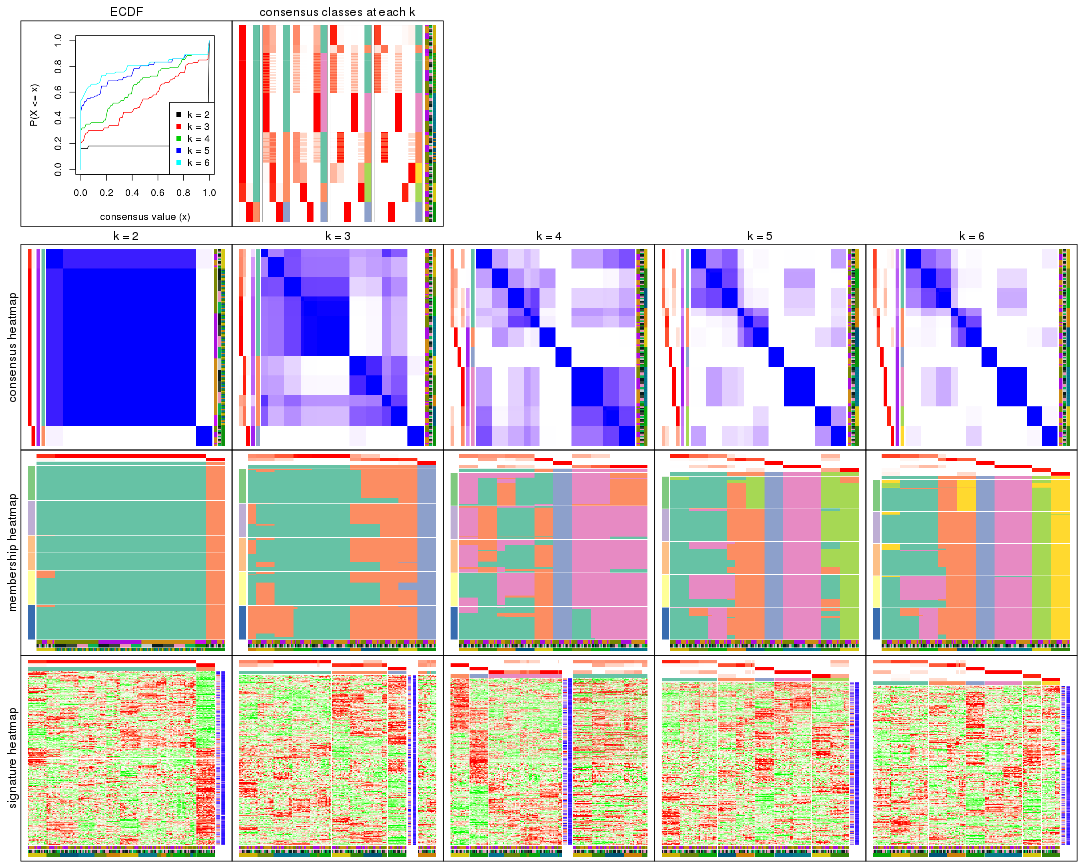 ECDF
consensus classes at each k
P(X <= x)
1.0
0.8
0.6
0.4
0.2
0.0
k = 2
k = 3
k = 4
k = 5
k = 6
0.0 0.2 0.4 0.6 0.8 1.0
consensus value (x)
k = 2 k = 3 k = 4 k = 5 k = 6
consensus heatmap
membership heatmap
signature heatmap